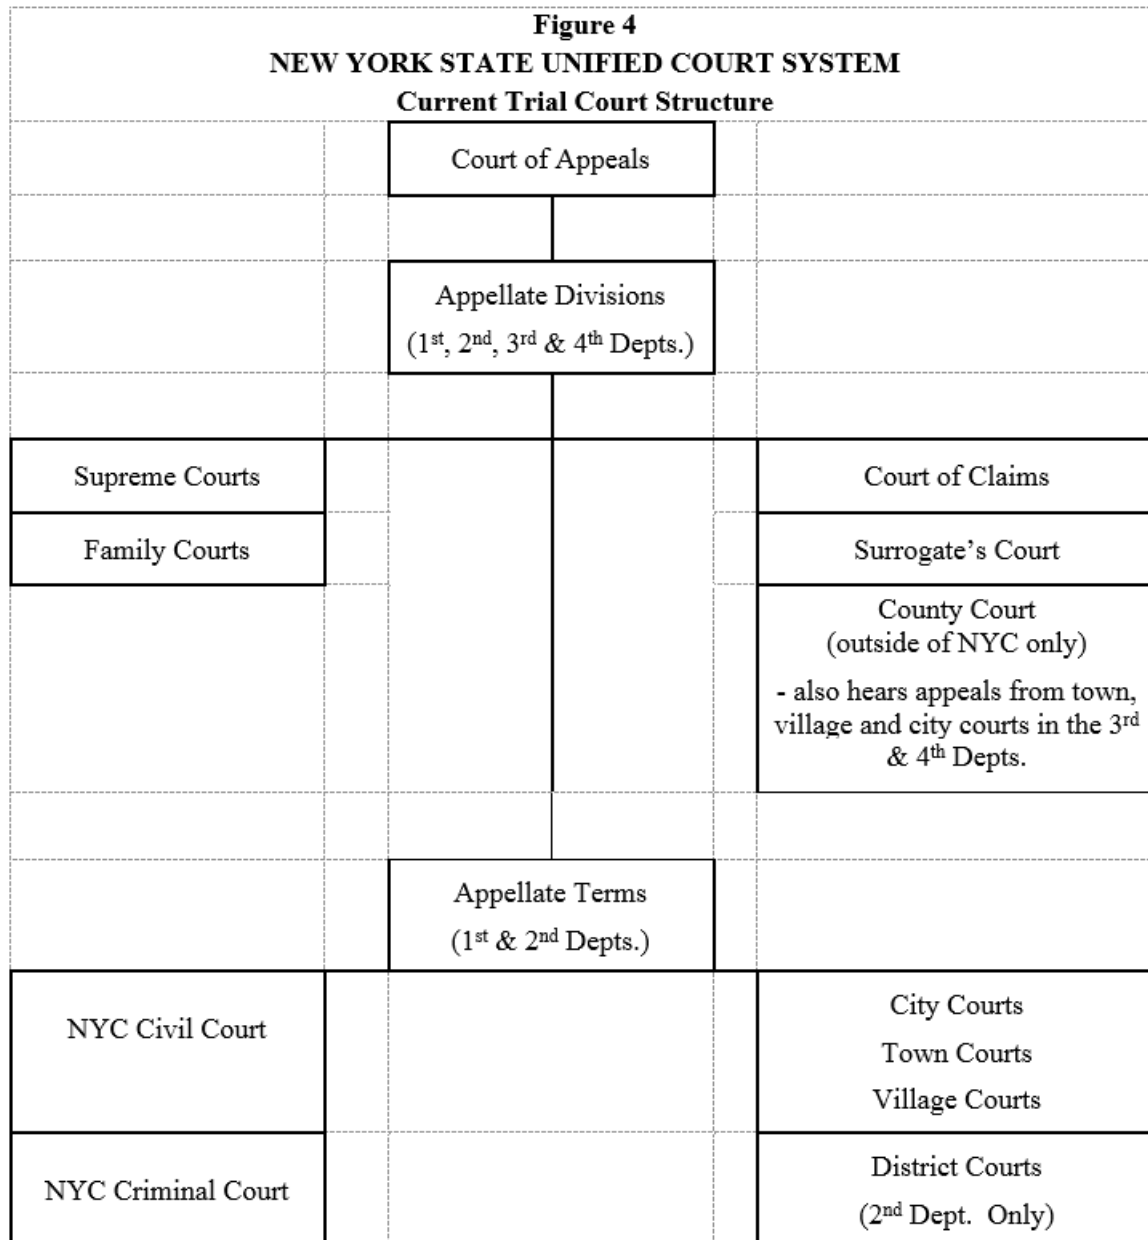 Figure 4
NEW YORK STATE UNIFIED COURT SYSTEM
Current Trial Court Structure
Court of Appeals
Appellate Divisions
(1st, 2nd, 3rd & 4th Depts.)
Supreme Courts
Court of Claims
Family Courts
Surrogate’s Court
County Court
(outside of NYC only)
- also hears appeals from town,
village and city courts in the 3rd
& 4th Depts.
Appellate Terms
(1st & 2nd Depts.)
NYC Civil Court
City Courts
Town Courts
Village Courts
NYC Criminal Court
District Courts
(2nd Dept.  Only)